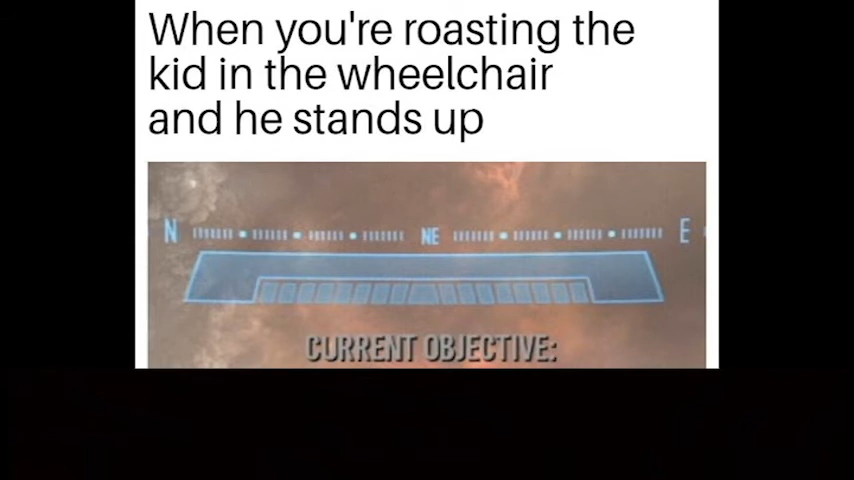 When you're roasting the
kid in the wheelchair
and he stands up
N NE E
CURRENT OBJECTIVE: